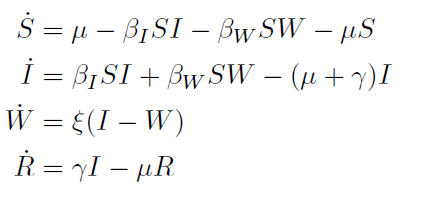 Ṡ = μ − β_I SI − β_W SW − μS
İ = β_I SI + β_W SW − (μ + γ)I
Ẇ = ξ(I − W)
Ṙ = γI − μR